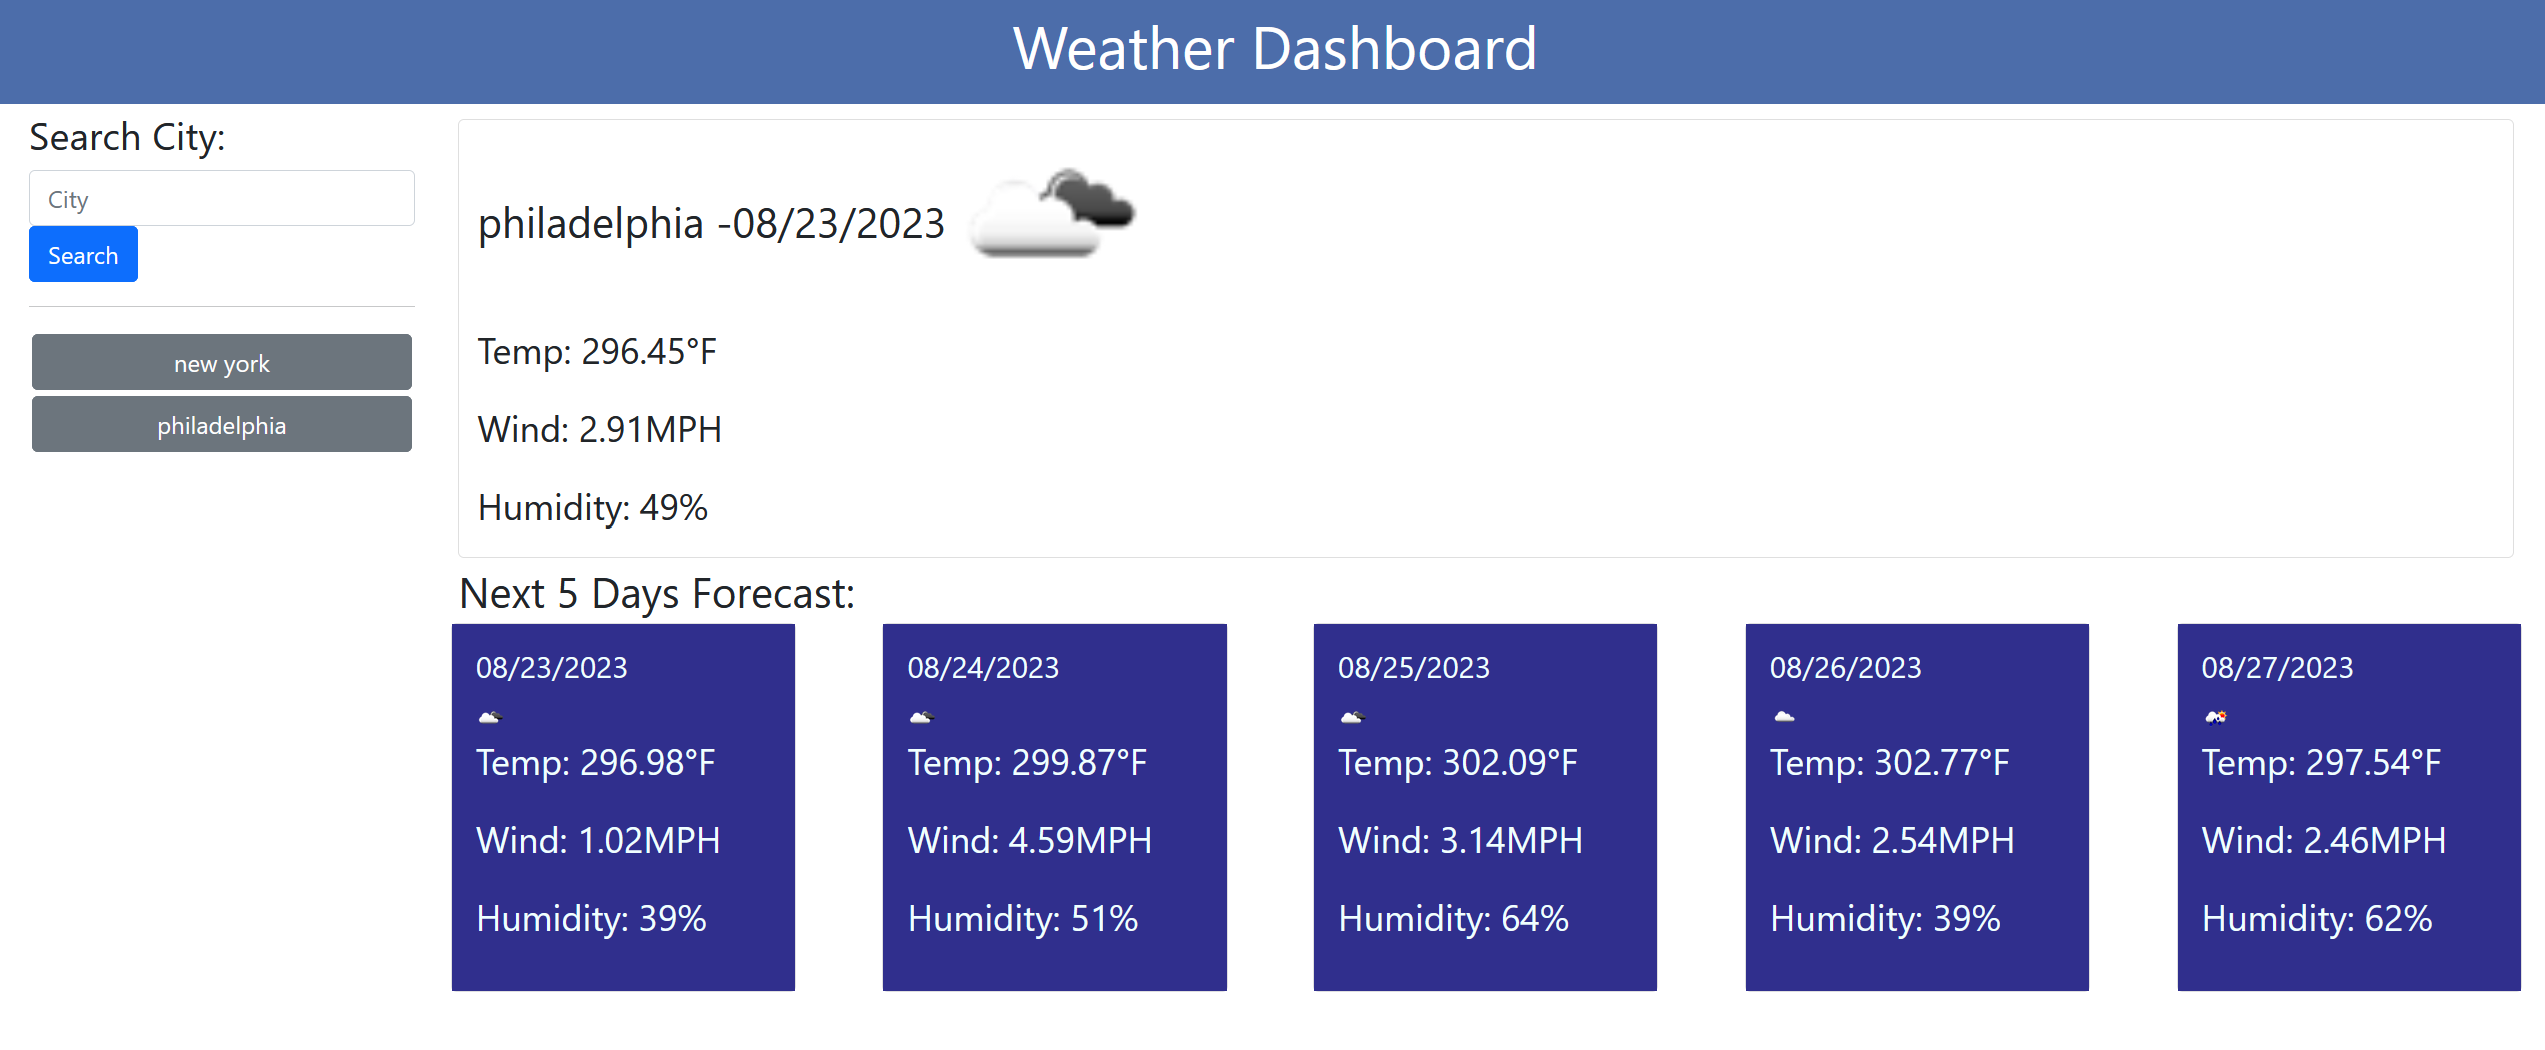 Weather Dashboard
Search City:
City
Search
new york
philadelphia
philadelphia -08/23/2023
Temp: 296.45°F
Wind: 2.91MPH
Humidity: 49%
Next 5 Days Forecast:
08/23/2023
Temp: 296.98°F
Wind: 1.02MPH
Humidity: 39%
08/24/2023
Temp: 299.87°F
Wind: 4.59MPH
Humidity: 51%
08/25/2023
Temp: 302.09°F
Wind: 3.14MPH
Humidity: 64%
08/26/2023
Temp: 302.77°F
Wind: 2.54MPH
Humidity: 39%
08/27/2023
Temp: 297.54°F
Wind: 2.46MPH
Humidity: 62%